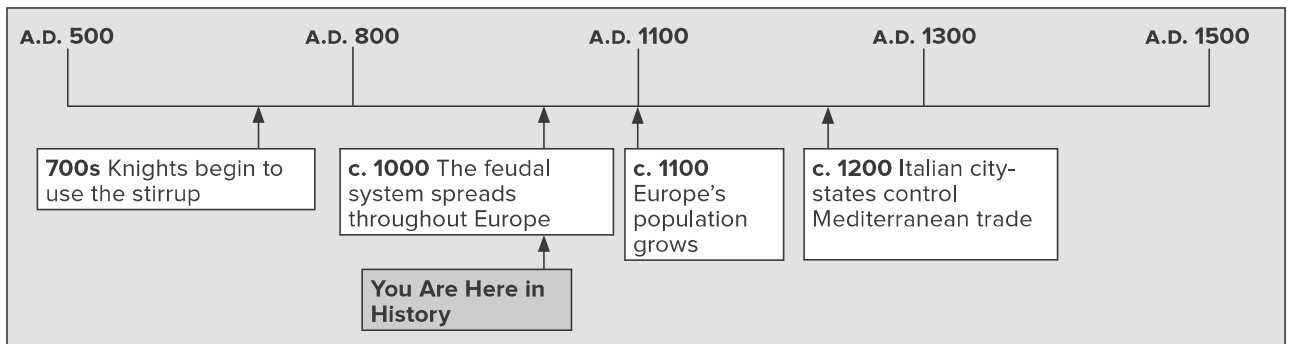 A.D. 500
A.D. 800
A.D. 1100
A.D. 1300
A.D. 1500
700s Knights begin to
use the stirrup
c. 1000 The feudal
system spreads
throughout Europe
c. 1100
Europe’s
population
grows
c. 1200 Italian city-
states control
Mediterranean trade
You Are Here in
History